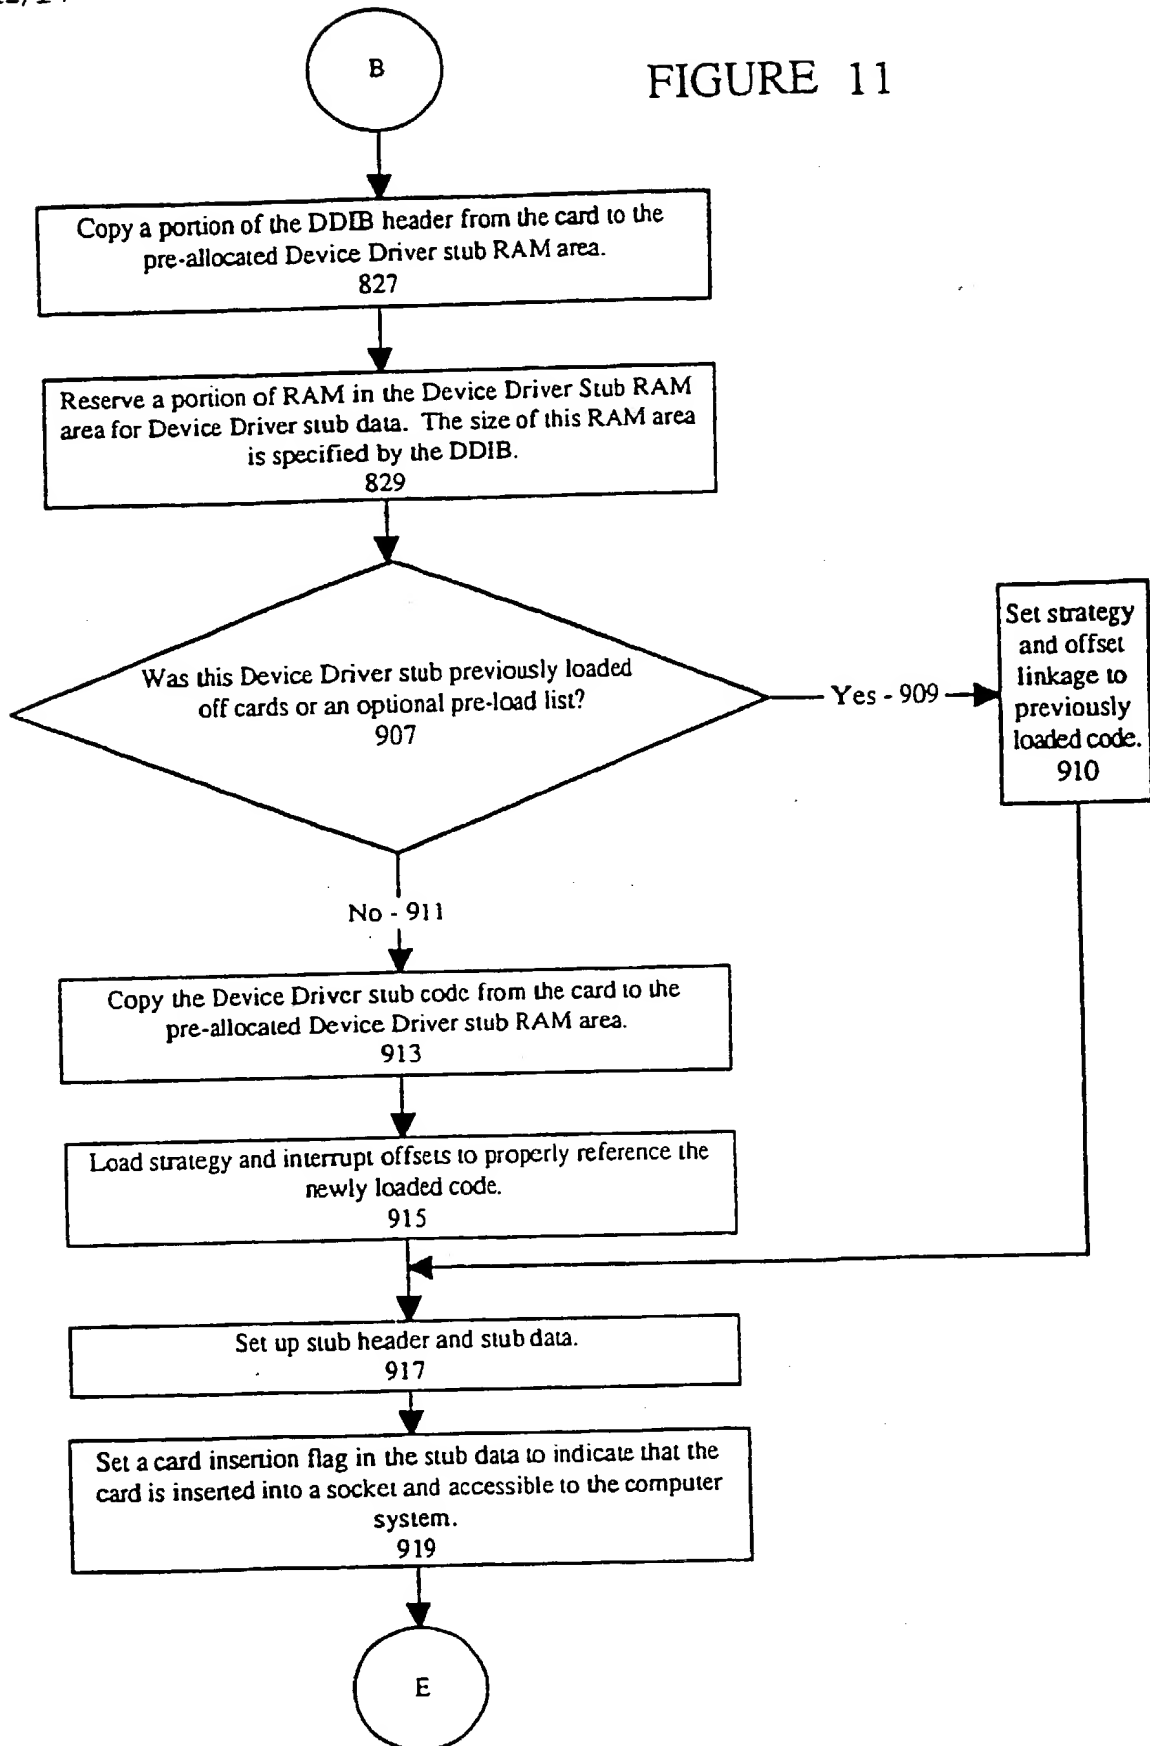 B
FIGURE 11
Copy a portion of the DDIB header from the card to the
pre-allocated Device Driver stub RAM area.
827
Reserve a portion of RAM in the Device Driver Stub RAM
area for Device Driver stub data. The size of this RAM area
is specified by the DDIB.
829
Was this Device Driver stub previously loaded
off cards or an optional pre-load list?
907
Yes - 909
Set strategy
and offset
linkage to
previously
loaded code.
910
No - 911
Copy the Device Driver stub code from the card to the
pre-allocated Device Driver stub RAM area.
913
Load strategy and interrupt offsets to properly reference the
newly loaded code.
915
Set up stub header and stub data.
917
Set a card insertion flag in the stub data to indicate that the
card is inserted into a socket and accessible to the computer
system.
919
E